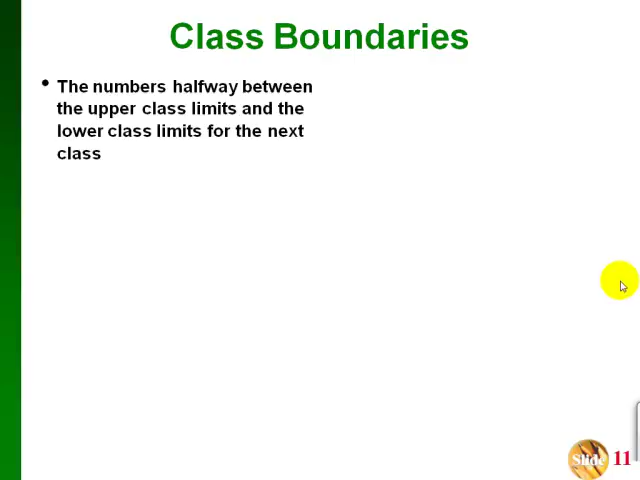 Class Boundaries
• The numbers halfway between
the upper class limits and the
lower class limits for the next
class
Slide 11